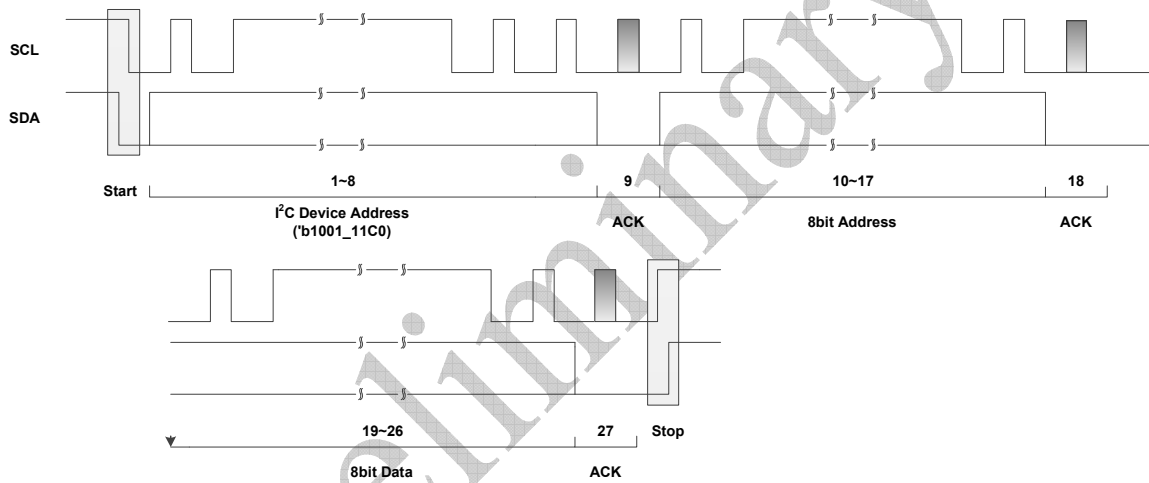 SCL
SDA
Start
1~8
9
10~17
18
I²C Device Address
('b1001_11C0)
ACK
8bit Address
ACK
19~26
27
Stop
8bit Data
ACK